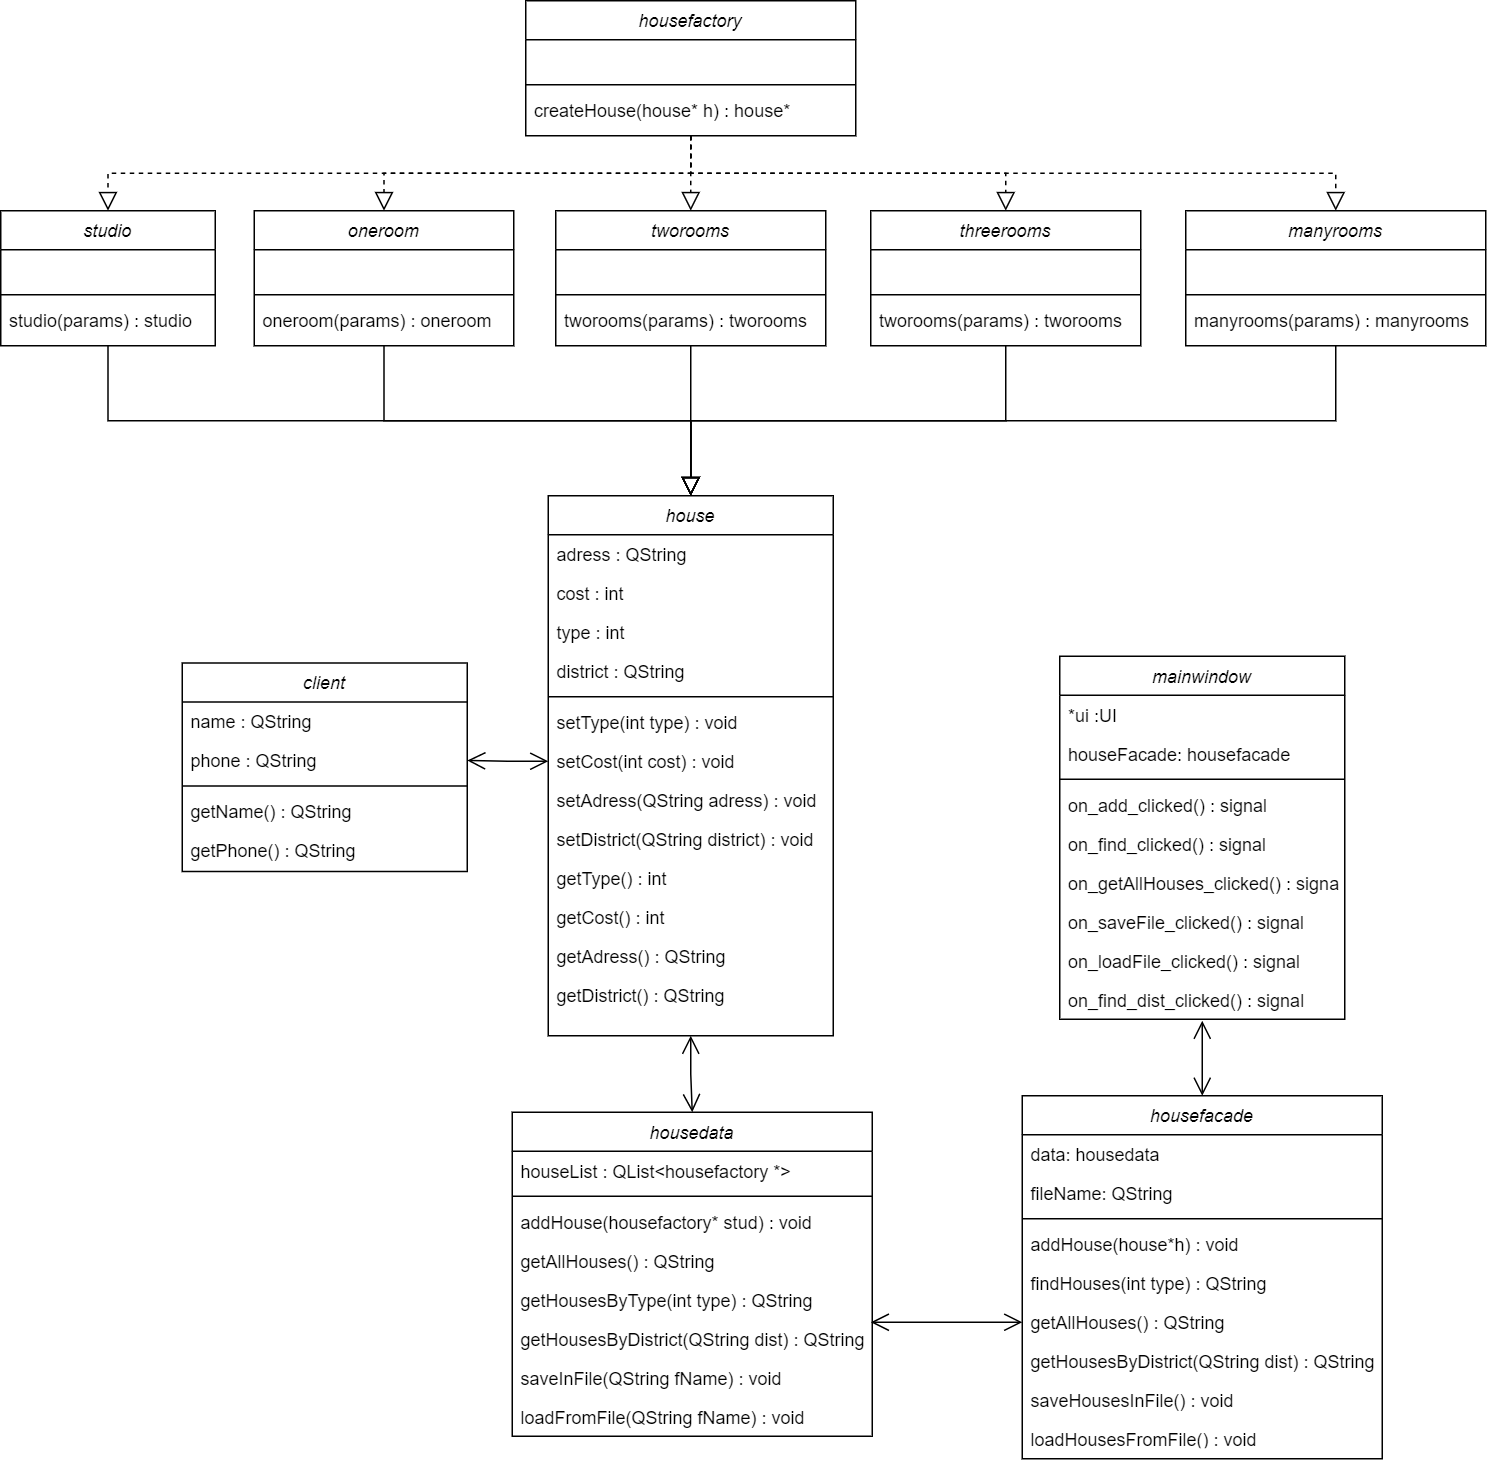 housefactory
createHouse(house* h) : house*
studio
studio(params) : studio
oneroom
oneroom(params) : oneroom
tworooms
tworooms(params) : tworooms
threerooms
tworooms(params) : tworooms
manyrooms
manyrooms(params) : manyrooms
house
adress : QString
cost : int
type : int
district : QString
setType(int type) : void
setCost(int cost) : void
setAdress(QString adress) : void
setDistrict(QString district) : void
getType() : int
getCost() : int
getAdress() : QString
getDistrict() : QString
client
name : QString
phone : QString
getName() : QString
getPhone() : QString
mainwindow
*ui :UI
houseFacade: housefacade
on_add_clicked() : signal
on_find_clicked() : signal
on_getAllHouses_clicked() : signa
on_saveFile_clicked() : signal
on_loadFile_clicked() : signal
on_find_dist_clicked() : signal
housedata
houseList : QList<housefactory *>
addHouse(housefactory* stud) : void
getAllHouses() : QString
getHousesByType(int type) : QString
getHousesByDistrict(QString dist) : QString
saveInFile(QString fName) : void
loadFromFile(QString fName) : void
housefacade
data: housedata
fileName: QString
addHouse(house*h) : void
findHouses(int type) : QString
getAllHouses() : QString
getHousesByDistrict(QString dist) : QString
saveHousesInFile() : void
loadHousesFromFile() : void